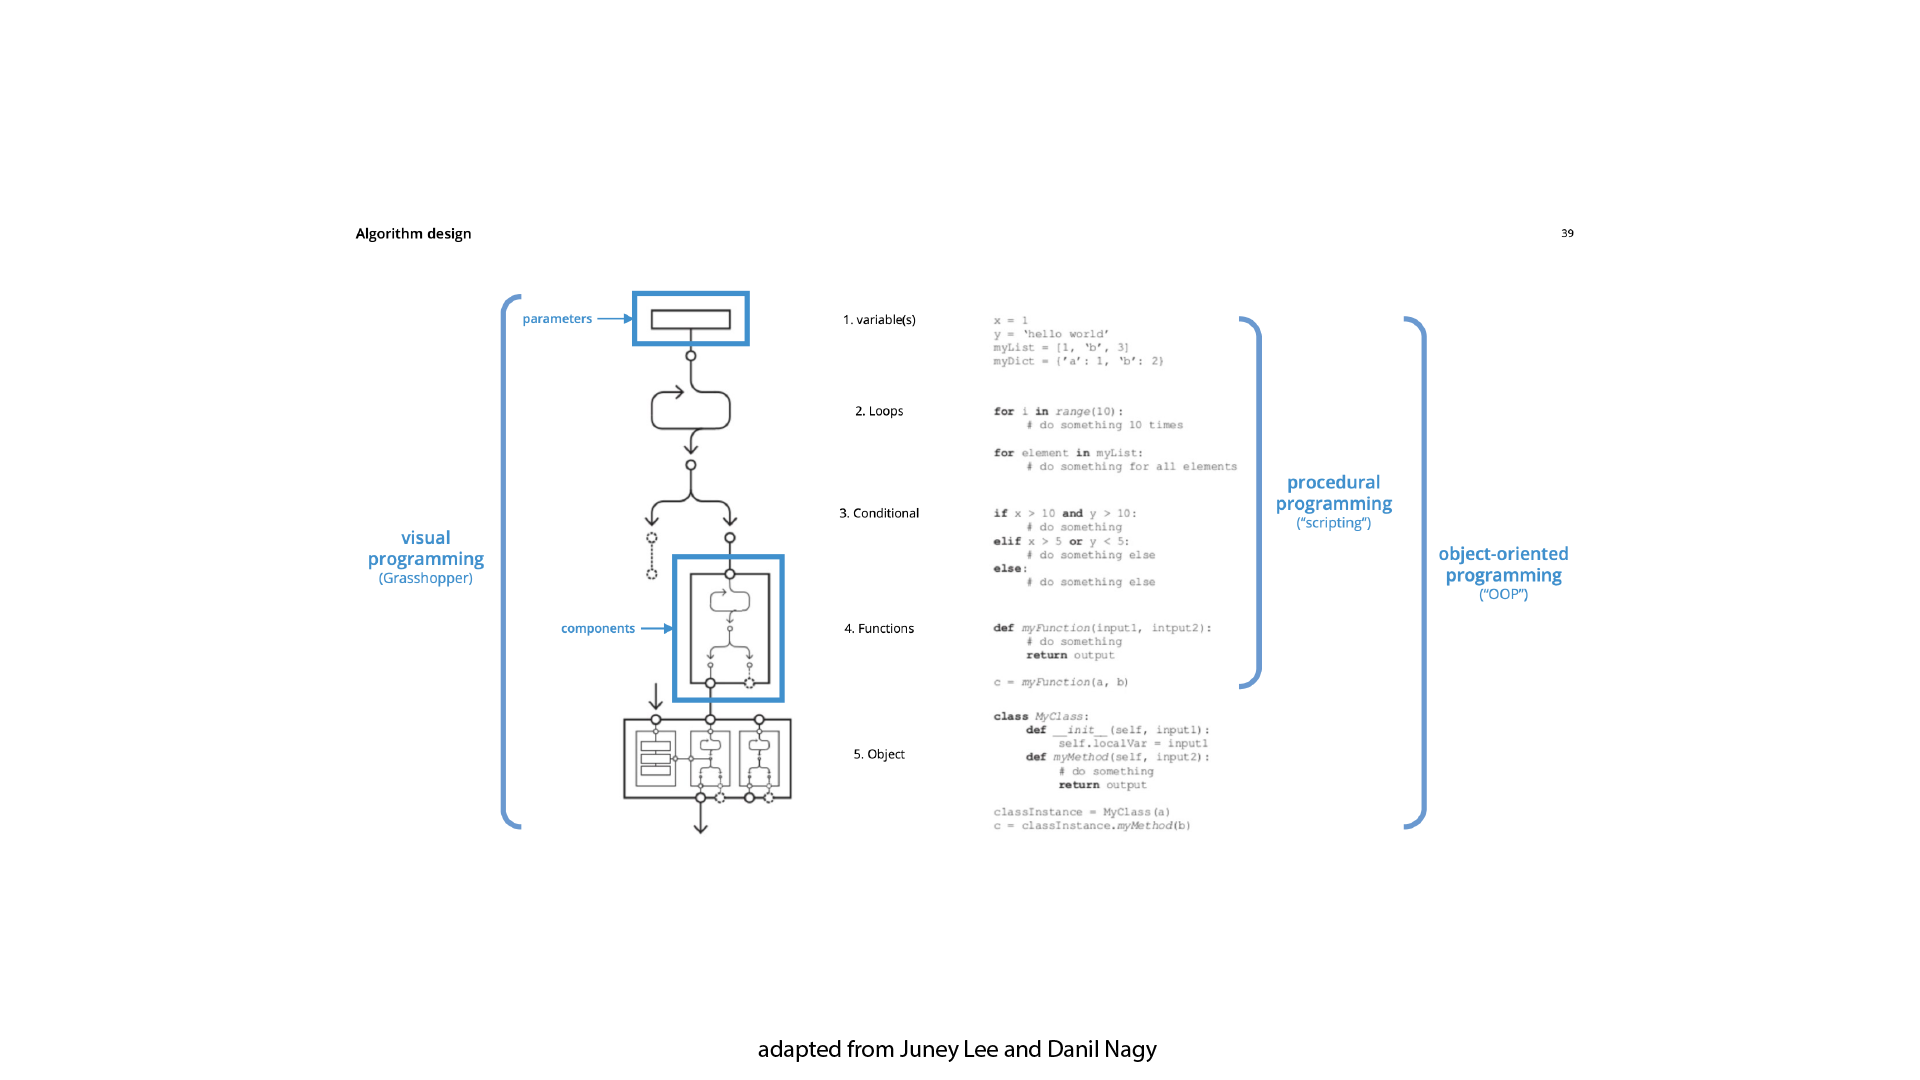 Algorithm design
39
parameters
components
visual
programming
(Grasshopper)
1. variable(s)
x = 1
y = ‘hello world’
myList = [1, ‘b’, 3]
myDict = {’a’: 1, ‘b’: 2}
2. Loops
for i in range(10):
# do something 10 times
for element in myList:
# do something for all elements
3. Conditional
if x > 10 and y > 10:
# do something
elif x > 5 or y < 5:
# do something else
else:
# do something else
4. Functions
def myFunction(input1, intput2):
# do something
return output
c = myFunction(a, b)
5. Object
class MyClass:
def __init__(self, input1):
self.localVar = input1
def myMethod(self, input2):
# do something
return output
classInstance = MyClass(a)
c = classInstance.myMethod(b)
procedural
programming
(“scripting”)
object-oriented
programming
(“OOP”)
adapted from Juney Lee and Danil Nagy